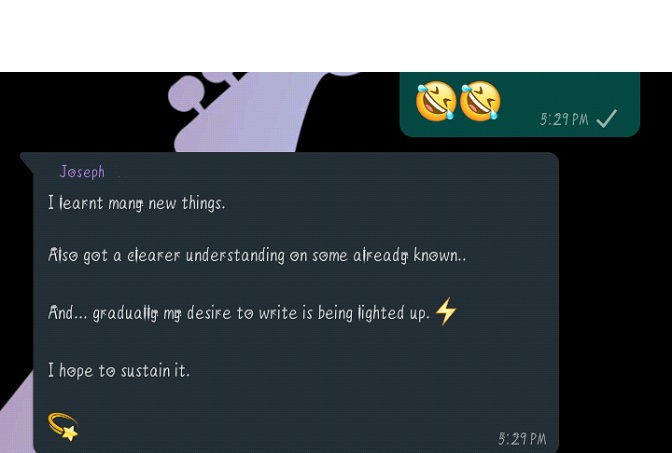 🤣🤣
5:29 PM
Joseph
I learnt many new things.
Also got a clearer understanding on some already known..
And... gradually my desire to write is being lighted up.⚡
I hope to sustain it.
💫
5:29 PM